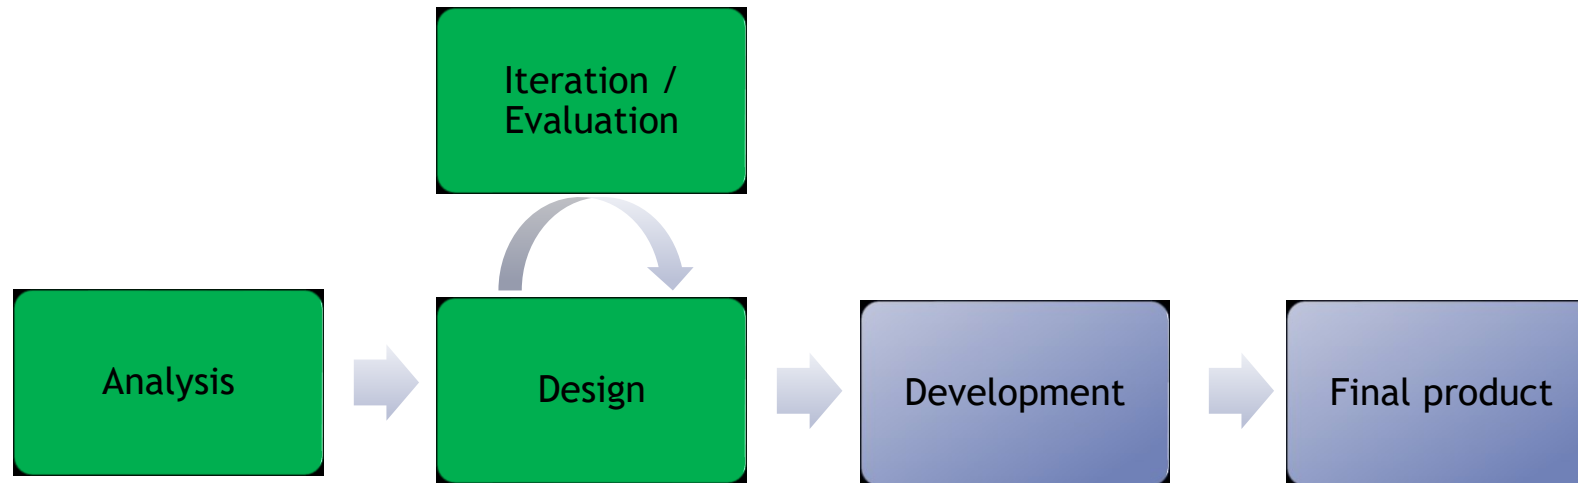 Iteration /
Evaluation
Analysis
Design
Development
Final product